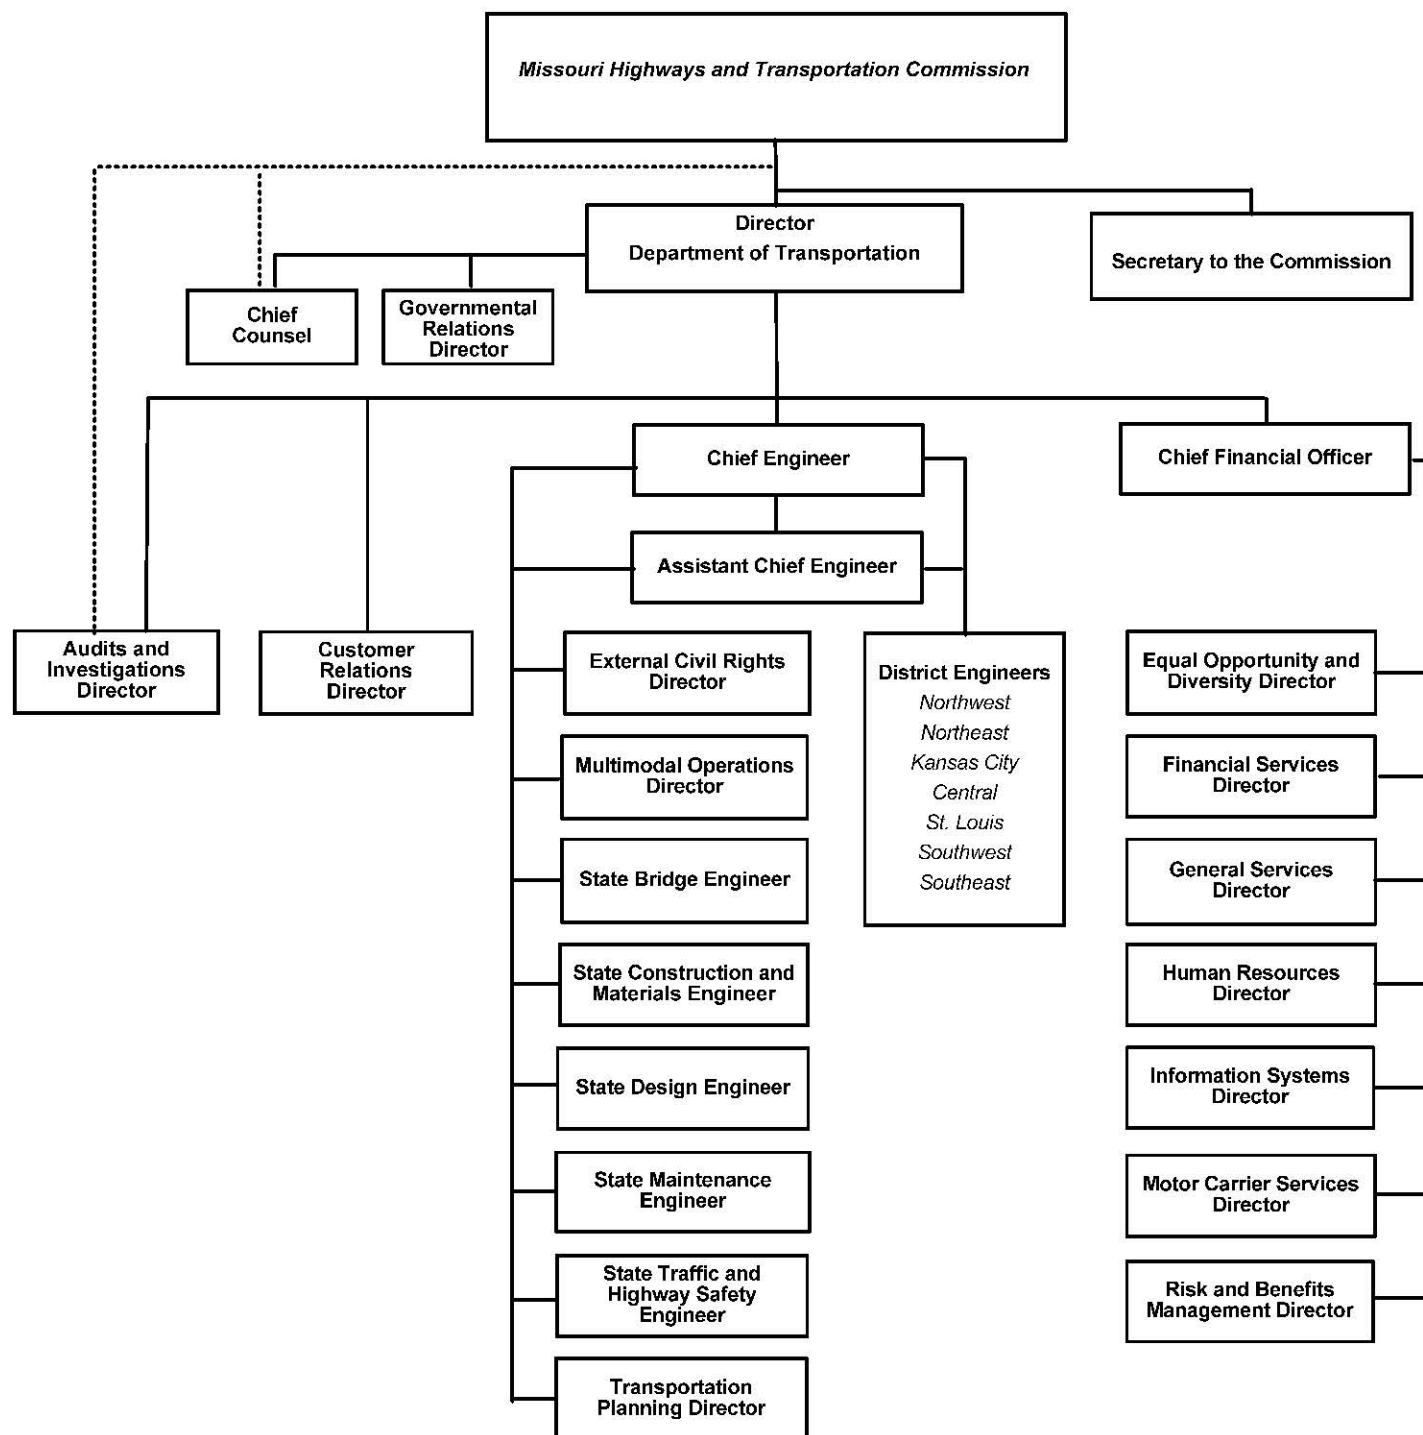 Missouri Highways and Transportation Commission
Director
Department of Transportation
Secretary to the Commission
Chief
Counsel
Governmental
Relations
Director
Chief Engineer
Chief Financial Officer
Assistant Chief Engineer
Audits and
Investigations
Director
Customer
Relations
Director
External Civil Rights
Director
Multimodal Operations
Director
State Bridge Engineer
State Construction and
Materials Engineer
State Design Engineer
State Maintenance
Engineer
State Traffic and
Highway Safety
Engineer
Transportation
Planning Director
District Engineers
Northwest
Northeast
Kansas City
Central
St. Louis
Southwest
Southeast
Equal Opportunity and
Diversity Director
Financial Services
Director
General Services
Director
Human Resources
Director
Information Systems
Director
Motor Carrier Services
Director
Risk and Benefits
Management Director